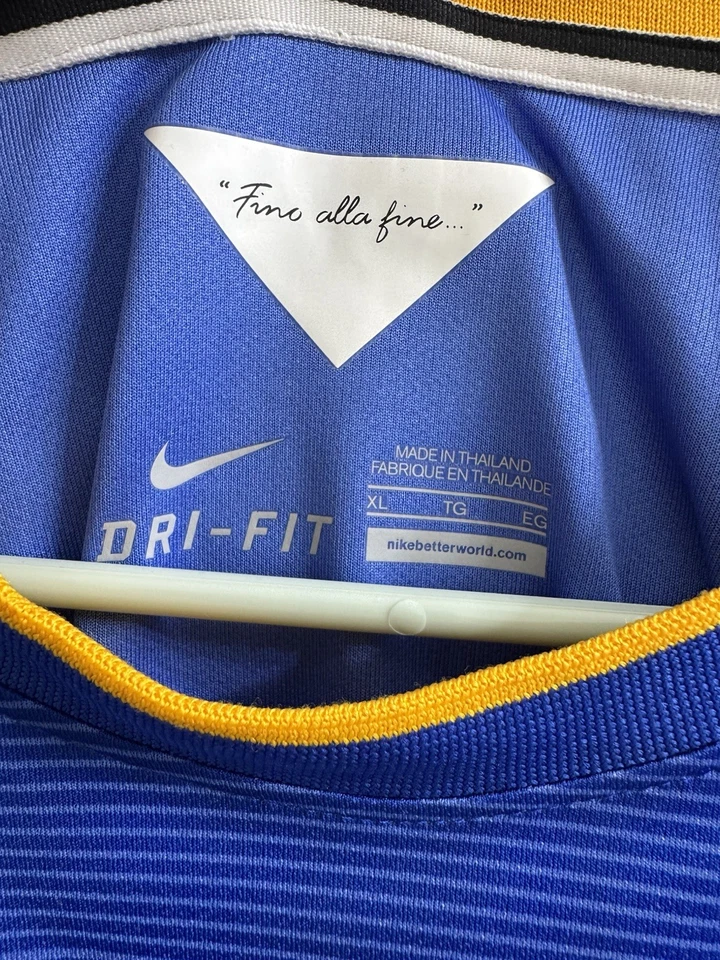 “Fino alla fine...”
DRI-FIT
MADE IN THAILAND
FABRIQUE EN THAILANDE
XL TG EG
nikebetterworld.com